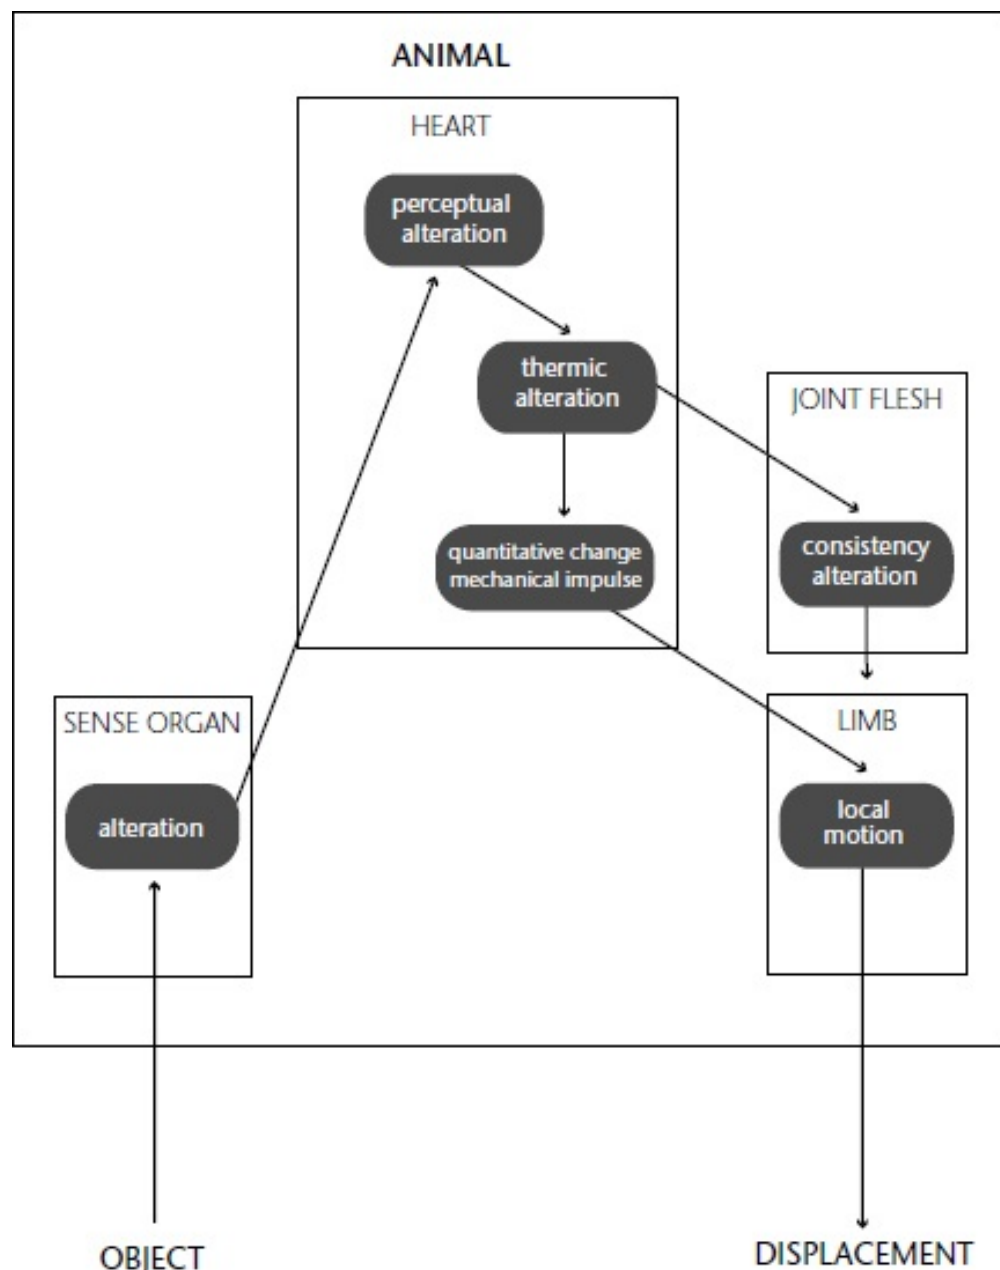 ANIMAL
HEART
perceptual
alteration
thermic
alteration
JOINT FLESH
quantitative change
mechanical impulse
consistency
alteration
SENSE ORGAN
alteration
LIMB
local
motion
OBJECT
DISPLACEMENT